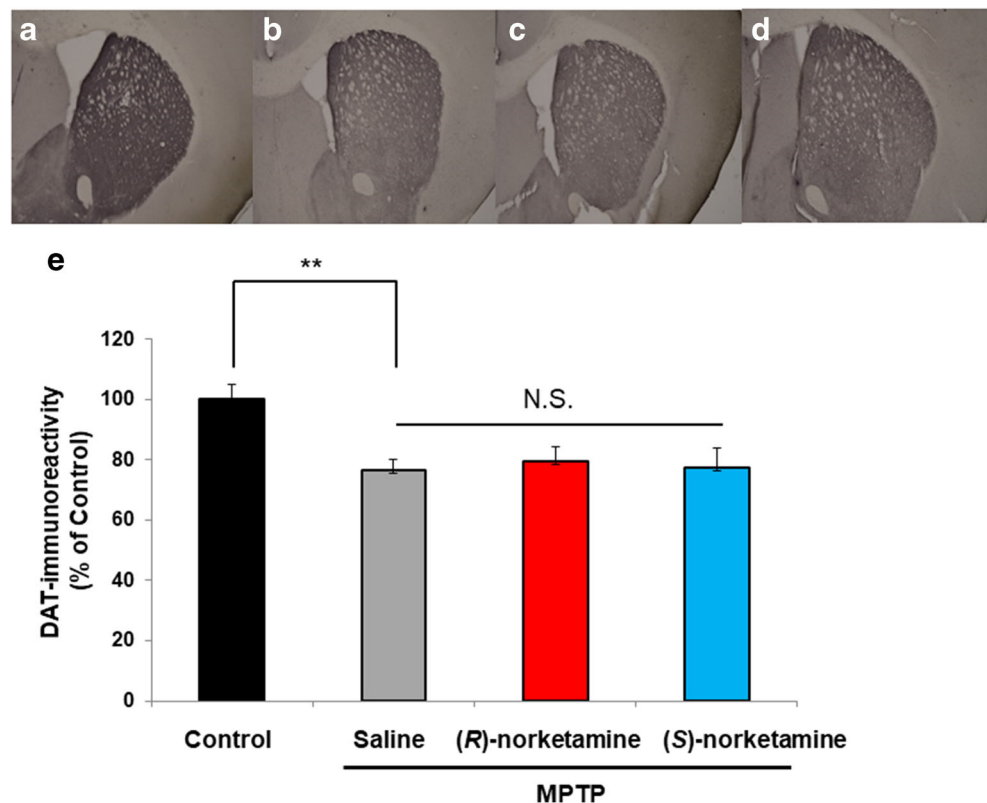 a b c d
e
**
N.S.
DAT-immunoreactivity
(% of Control)
120
100
80
60
40
20
0
Control Saline (R)-norketamine (S)-norketamine
MPTP